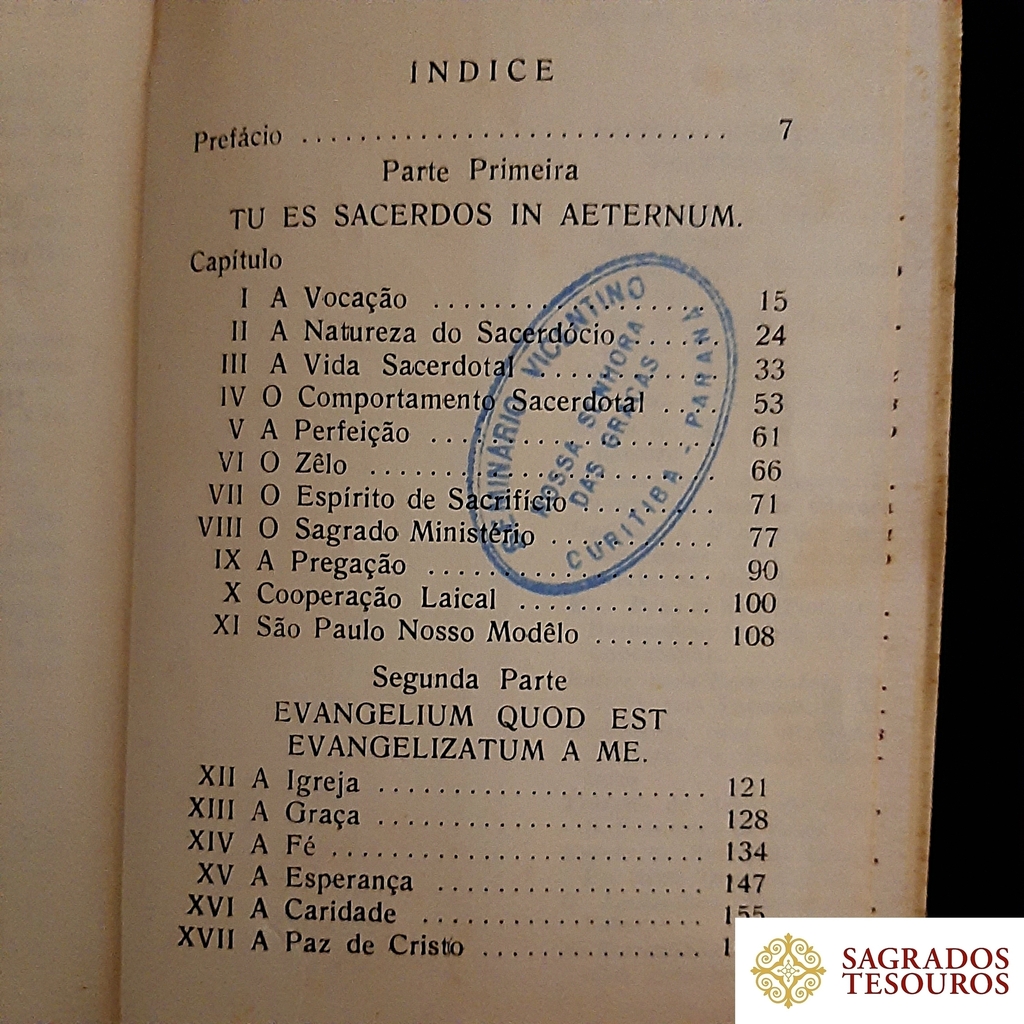 ÍNDICE
Prefácio ............................ 7
Parte Primeira
TU ES SACERDOS IN AETERNUM.
Capítulo
I A Vocação .................. 15
II A Natureza do Sacerdócio ...... 24
III A Vida Sacerdotal ............ 33
IV O Comportamento Sacerdotal .... 53
V A Perfeição ................... 61
VI O Zêlo ....................... 66
VII O Espírito de Sacrifício ......... 71
VIII O Sagrado Ministério ........... 77
IX A Pregação ................... 90
X Cooperação Laical ............. 100
XI São Paulo Nosso Modêlo ........ 108
Segunda Parte
EVANGELIUM QUOD EST
EVANGELIZATUM A ME.
XII A Igreja ...................... 121
XIII A Graça ...................... 128
XIV A Fé ......................... 134
XV A Esperança .................. 147
XVI A Caridade ................... 155
XVII A Paz de Cristo ...............
SEMINÁRIO VICENTINO
NOSSA SENHORA
DAS GRAÇAS
CURITIBA - PARANÁ
SAGRADOS
TESOUROS